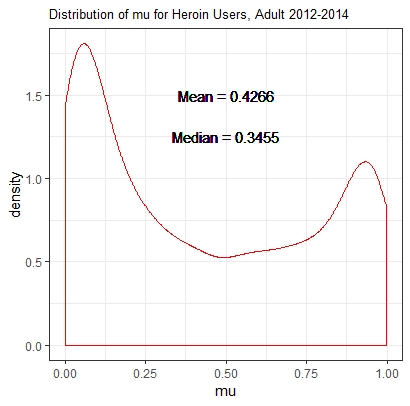 Distribution of mu for Heroin Users, Adult 2012-2014
Mean = 0.4266
Median = 0.3455
density
1.5
1.0
0.5
0.0
0.00 0.25 0.50 0.75 1.00
mu